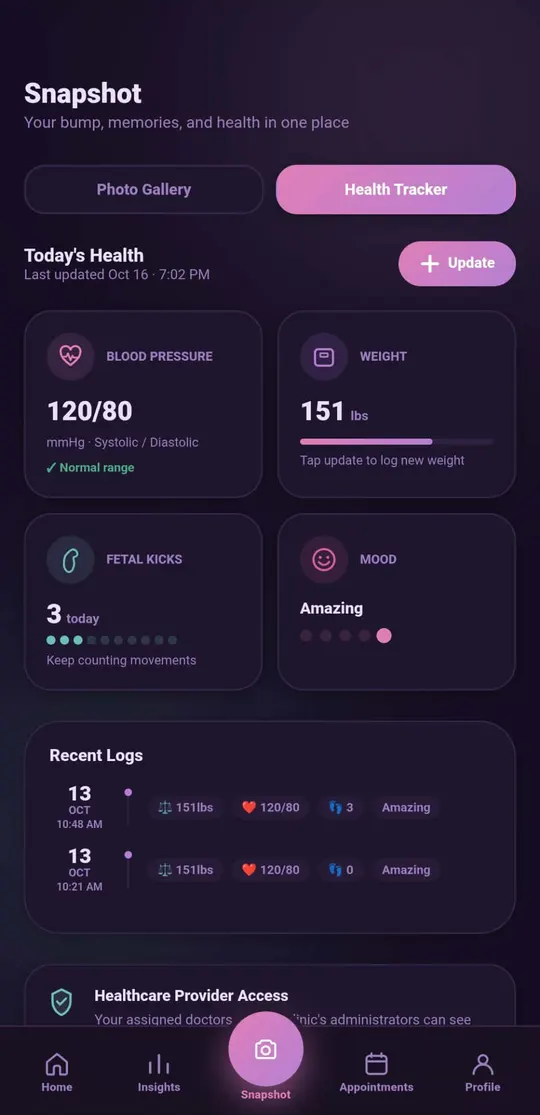 Snapshot
Your bump, memories, and health in one place
Photo Gallery
Health Tracker
Today's Health
Last updated Oct 16 · 7:02 PM
Update
BLOOD PRESSURE
120/80
mmHg · Systolic / Diastolic
✓ Normal range
WEIGHT
151 lbs
Tap update to log new weight
FETAL KICKS
3 today
Keep counting movements
MOOD
Amazing
Recent Logs
13
OCT
10:48 AM
⚖️ 151lbs ❤️ 120/80 👣 3 Amazing
13
OCT
10:21 AM
⚖️ 151lbs ❤️ 120/80 👣 0 Amazing
Healthcare Provider Access
Your assigned doctors administrators can see
Home
Insights
Snapshot
Appointments
Profile